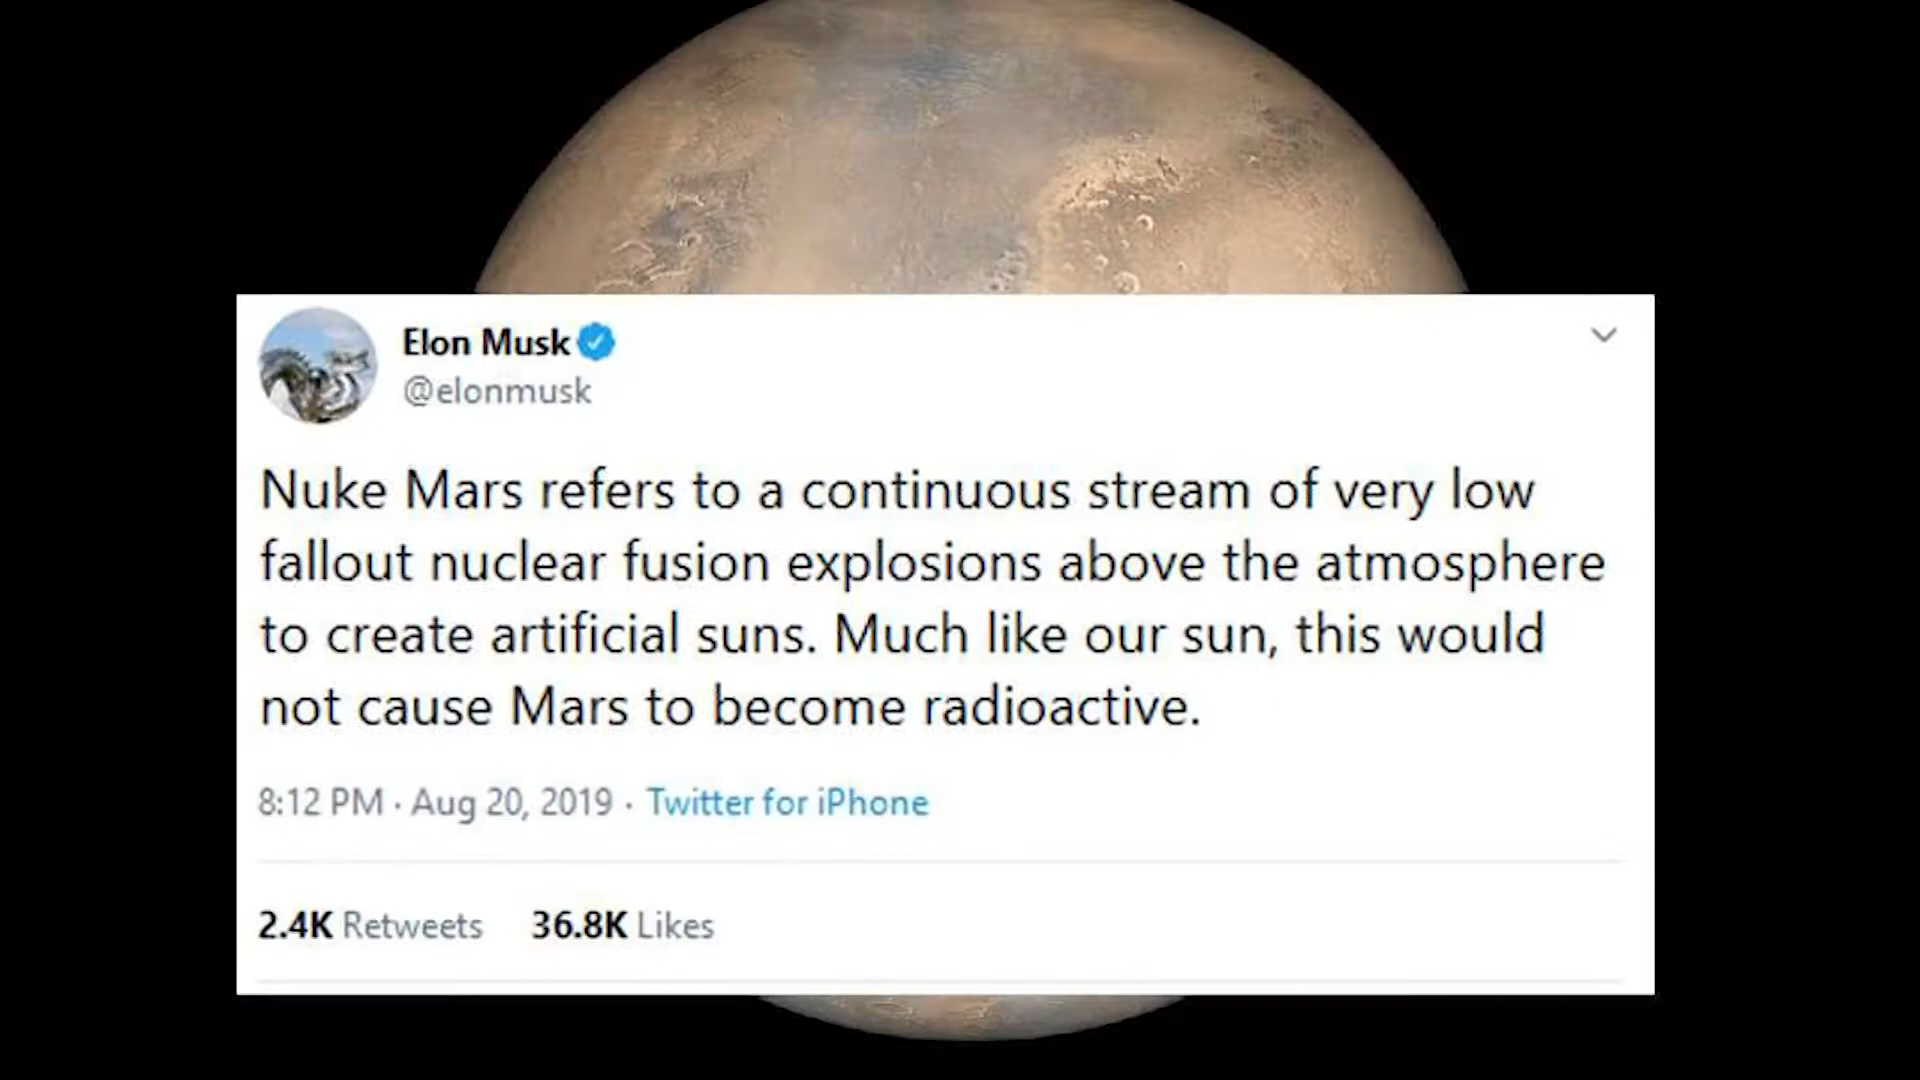 Elon Musk
@elonmusk
Nuke Mars refers to a continuous stream of very low
fallout nuclear fusion explosions above the atmosphere
to create artificial suns. Much like our sun, this would
not cause Mars to become radioactive.
8:12 PM · Aug 20, 2019 · Twitter for iPhone
2.4K Retweets 36.8K Likes